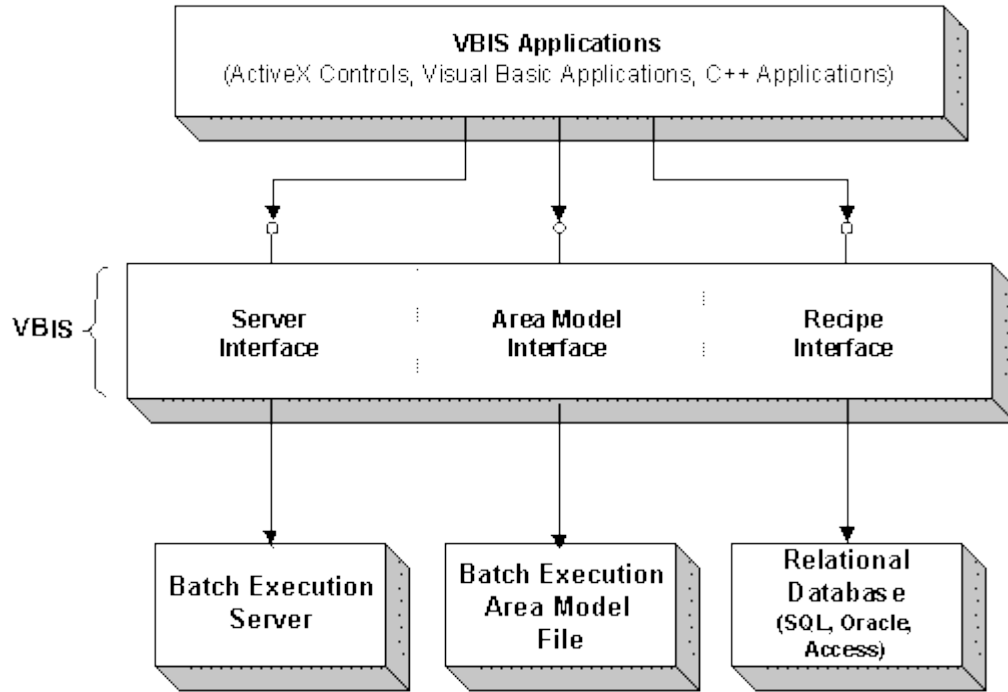 VBIS Applications
(ActiveX Controls, Visual Basic Applications, C++ Applications)
VBIS
Server
Interface
Area Model
Interface
Recipe
Interface
Batch Execution
Server
Batch Execution
Area Model
File
Relational
Database
(SQL, Oracle,
Access)